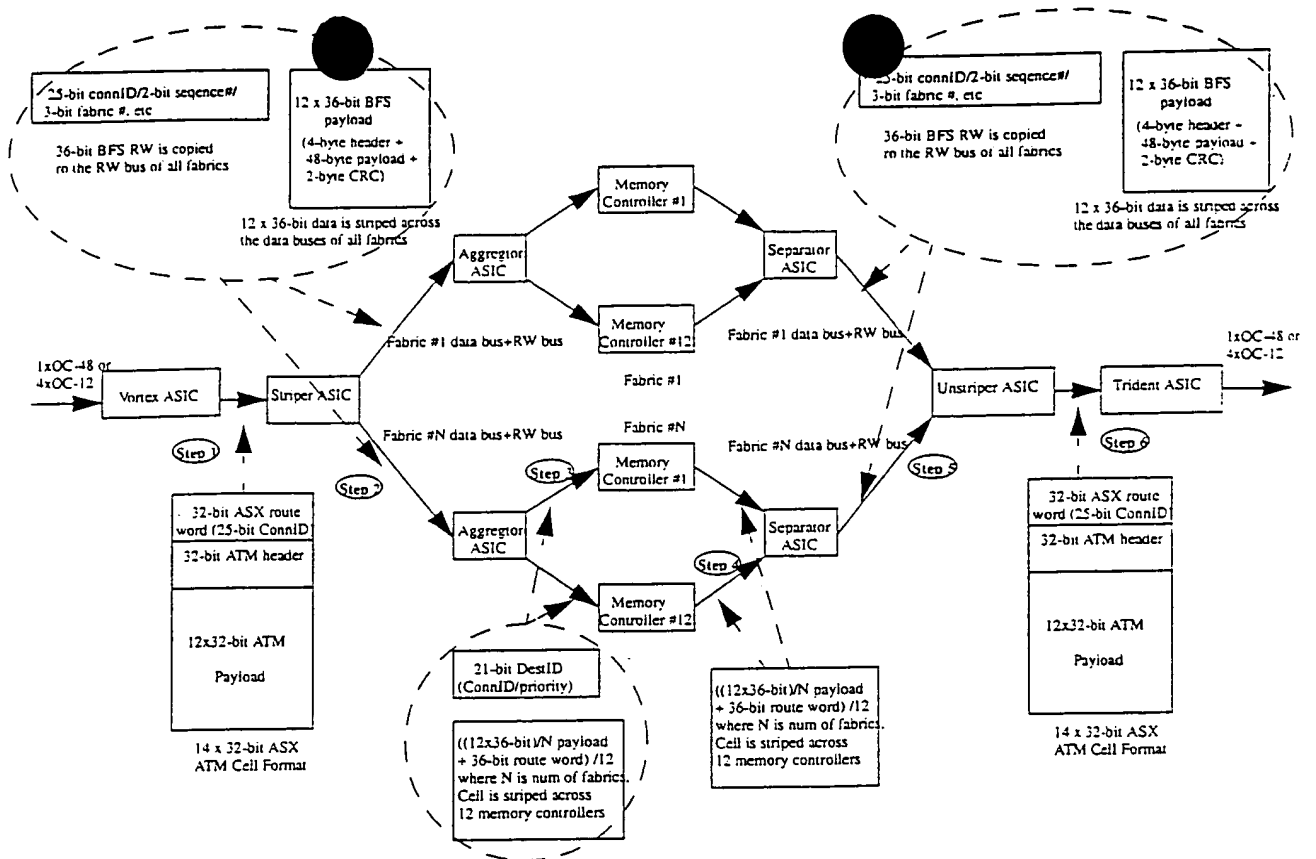 25-bit connID/2-bit seqence#/
3-bit fabric #, etc
36-bit BFS RW is copied
ro the RW bus of all fabrics
12 x 36-bit BFS
payload
(4-byte header +
48-byte payload +
2-byte CRC)
12 x 36-bit data is striped across
the data buses of all fabrics
25-bit connID/2-bit seqence#/
3-bit fabric #, etc
36-bit BFS RW is copied
ro the RW bus of all fabrics
12 x 36-bit BFS
payload
(4-byte header +
48-byte payload +
2-byte CRC)
12 x 36-bit data is striped across
the data buses of all fabrics
Memory
Controller #1
Aggregtor
ASIC
Separator
ASIC
Memory
Controller #12
Fabric #1 data bus+RW bus
Fabric #1 data bus+RW bus
Fabric #1
1xOC-48 or
4xOC-12
Vortex ASIC
Striper ASIC
Unstriper ASIC
Trident ASIC
1xOC-48 or
4xOC-12
Fabric #N data bus+RW bus
Fabric #N
Fabric #N data bus+RW bus
Step 1
Step 2
Step 3
Memory
Controller #1
Step 5
Step 6
Aggregtor
ASIC
Separator
ASIC
Step 4
Memory
Controller #12
32-bit ASX route
word (25-bit ConnID)
32-bit ATM header
12x32-bit ATM
Payload
14 x 32-bit ASX
ATM Cell Format
21-bit DestID
(ConnID/priority)
((12x36-bit)/N payload
+ 36-bit route word) /12
where N is num of fabrics.
Cell is striped across
12 memory controllers
((12x36-bit)/N payload
+ 36-bit route word) /12
where N is num of fabrics.
Cell is striped across
12 memory controllers
32-bit ASX route
word (25-bit ConnID)
32-bit ATM header
12x32-bit ATM
Payload
14 x 32-bit ASX
ATM Cell Format